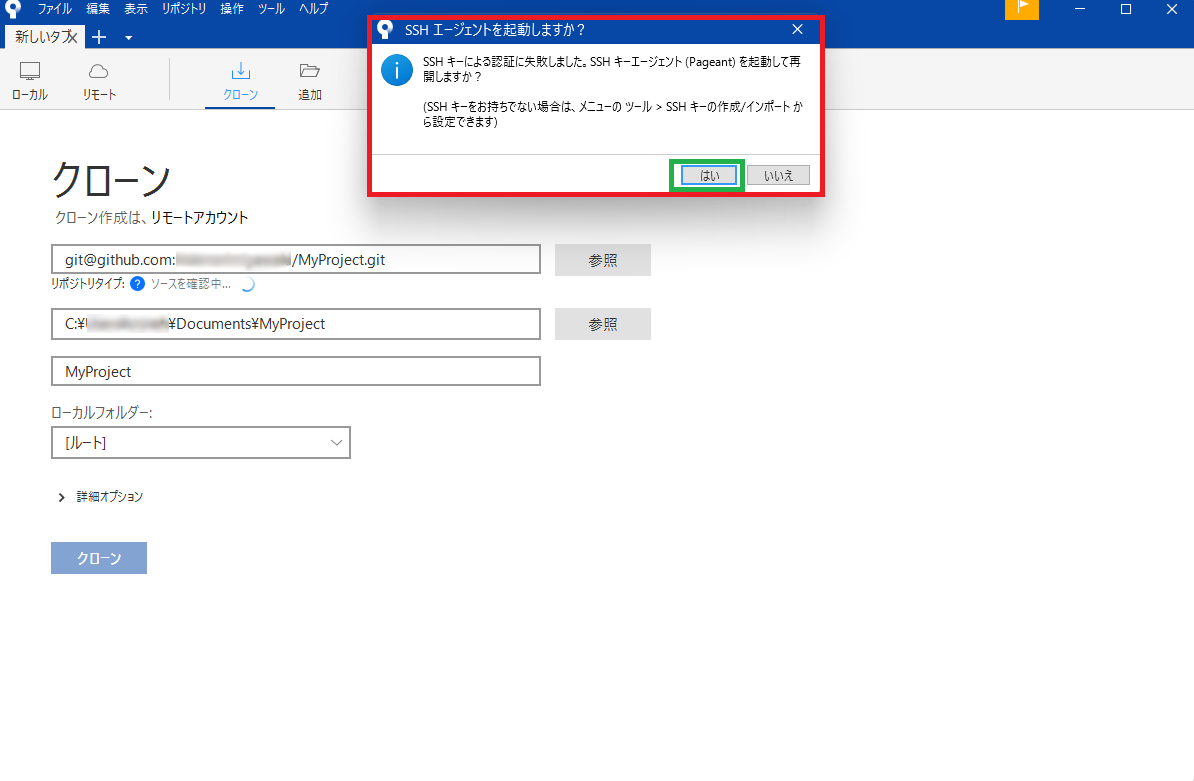 ファイル 編集 表示 リポジトリ 操作 ツール ヘルプ
新しいタブ
ローカル リモート クローン 追加
SSH エージェントを起動しますか？
SSH キーによる認証に失敗しました。SSH キーエージェント (Pageant) を起動して再
開しますか？
(SSH キーをお持ちでない場合は、メニューの ツール > SSH キーの作成/インポート か
ら設定できます)
はい いいえ
クローン
クローン作成は、リモートアカウント
git@github.com: /MyProject.git 参照
リポジトリタイプ: ? ソースを確認中...
C:¥ ¥Documents¥MyProject 参照
MyProject
ローカルフォルダー:
[ルート]
詳細オプション
クローン